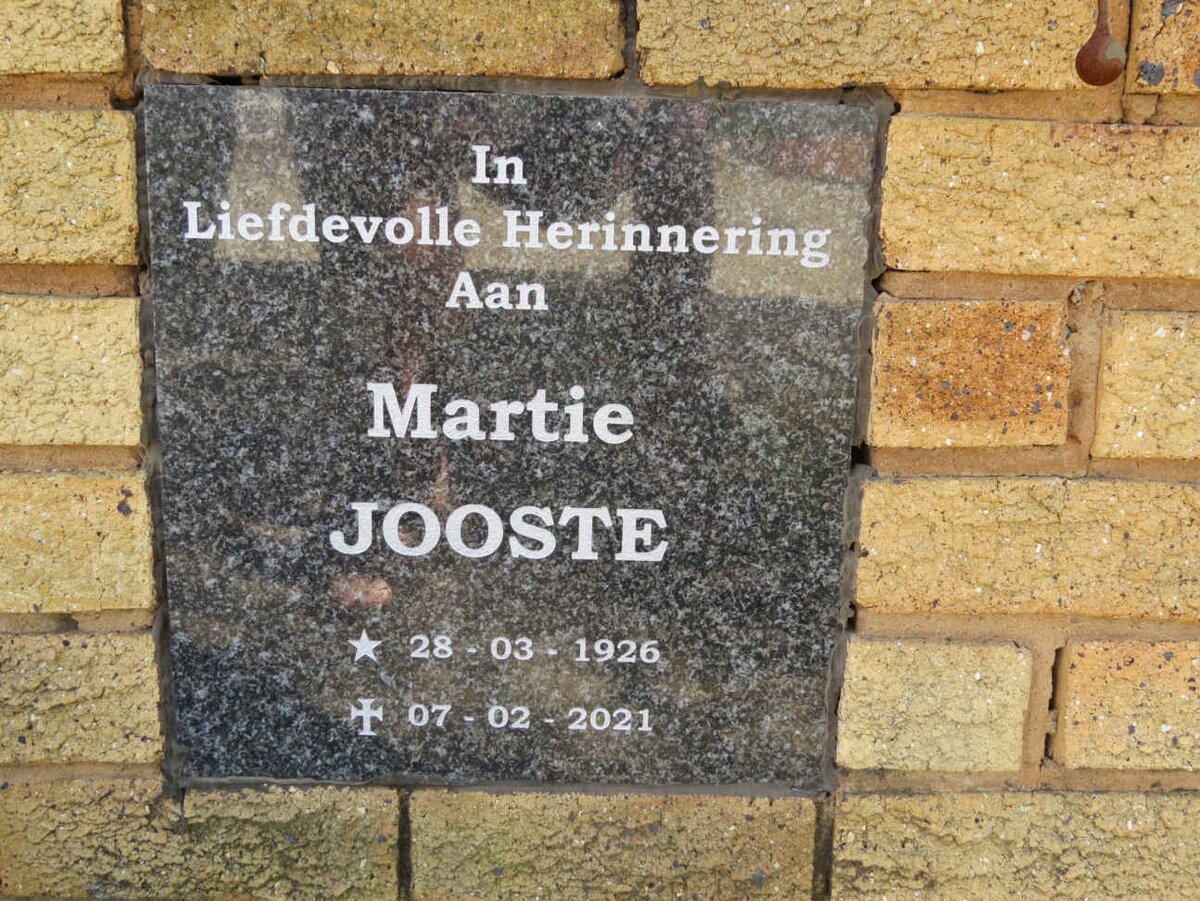 In
Liefdevolle Herinnering
Aan
Martie
JOOSTE
★ 28 - 03 - 1926
✠ 07 - 02 - 2021